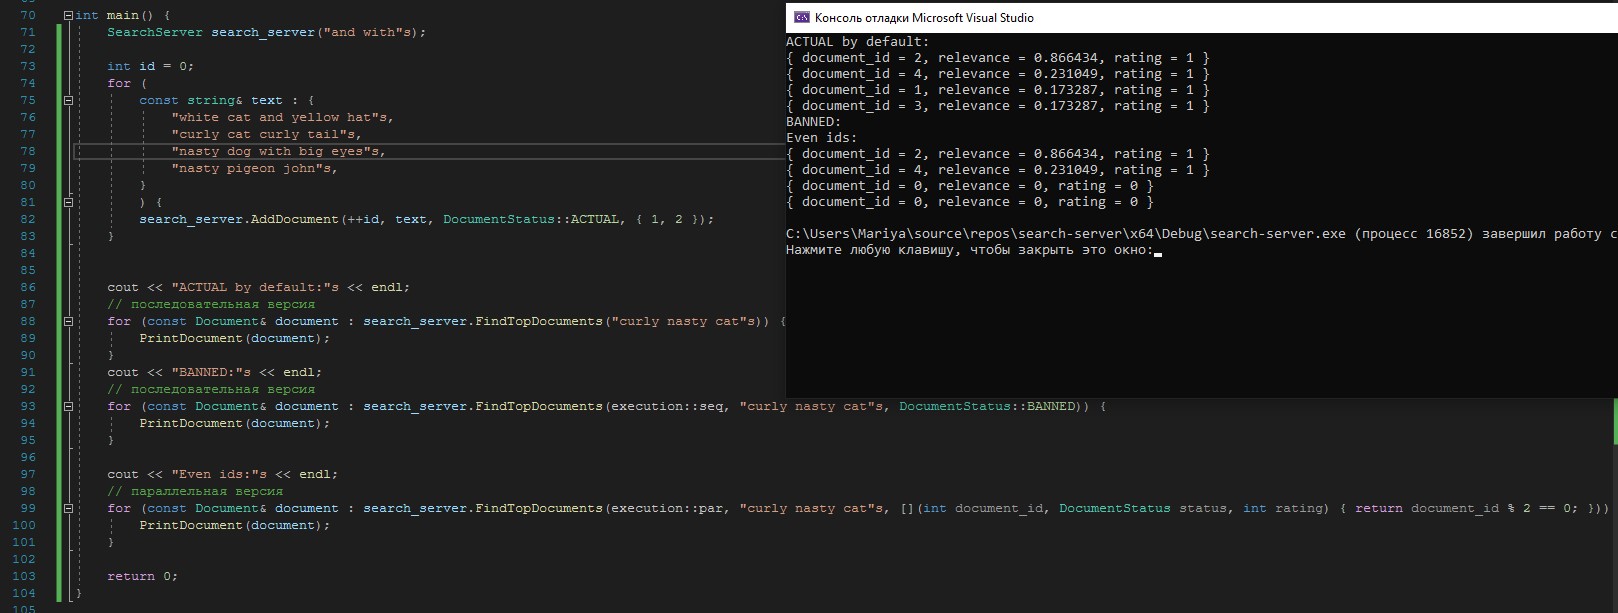 70 int main() {
71 SearchServer search_server("and with"s);
72
73 int id = 0;
74 for (
75 const string& text : {
76 "white cat and yellow hat"s,
77 "curly cat curly tail"s,
78 "nasty dog with big eyes"s,
79 "nasty pigeon john"s,
80 }
81 ) {
82 search_server.AddDocument(++id, text, DocumentStatus::ACTUAL, { 1, 2 });
83 }
84
85
86 cout << "ACTUAL by default:"s << endl;
87 // последовательная версия
88 for (const Document& document : search_server.FindTopDocuments("curly nasty cat"s)) {
89 PrintDocument(document);
90 }
91 cout << "BANNED:"s << endl;
92 // последовательная версия
93 for (const Document& document : search_server.FindTopDocuments(execution::seq, "curly nasty cat"s, DocumentStatus::BANNED)) {
94 PrintDocument(document);
95 }
96
97 cout << "Even ids:"s << endl;
98 // параллельная версия
99 for (const Document& document : search_server.FindTopDocuments(execution::par, "curly nasty cat"s, [](int document_id, DocumentStatus status, int rating) { return document_id % 2 == 0; }))
100 PrintDocument(document);
101 }
102
103 return 0;
104 }
105
Консоль отладки Microsoft Visual Studio
ACTUAL by default:
{ document_id = 2, relevance = 0.866434, rating = 1 }
{ document_id = 4, relevance = 0.231049, rating = 1 }
{ document_id = 1, relevance = 0.173287, rating = 1 }
{ document_id = 3, relevance = 0.173287, rating = 1 }
BANNED:
Even ids:
{ document_id = 2, relevance = 0.866434, rating = 1 }
{ document_id = 4, relevance = 0.231049, rating = 1 }
{ document_id = 0, relevance = 0, rating = 0 }
{ document_id = 0, relevance = 0, rating = 0 }
C:\Users\Mariya\source\repos\search-server\x64\Debug\search-server.exe (процесс 16852) завершил работу с
Нажмите любую клавишу, чтобы закрыть это окно: